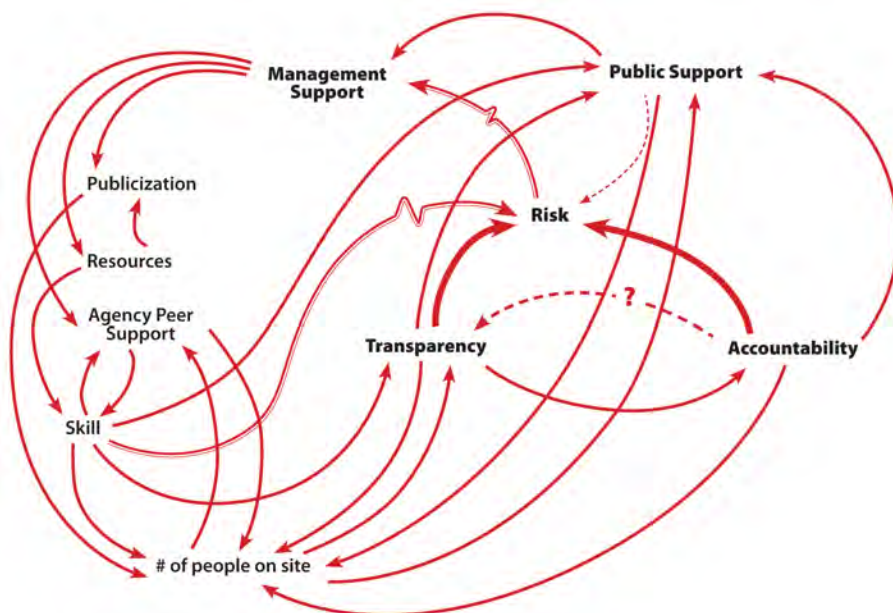 Management
Support
Public Support
Publicization
Risk
Resources
Agency Peer
Support
?
Transparency
Accountability
Skill
# of people on site